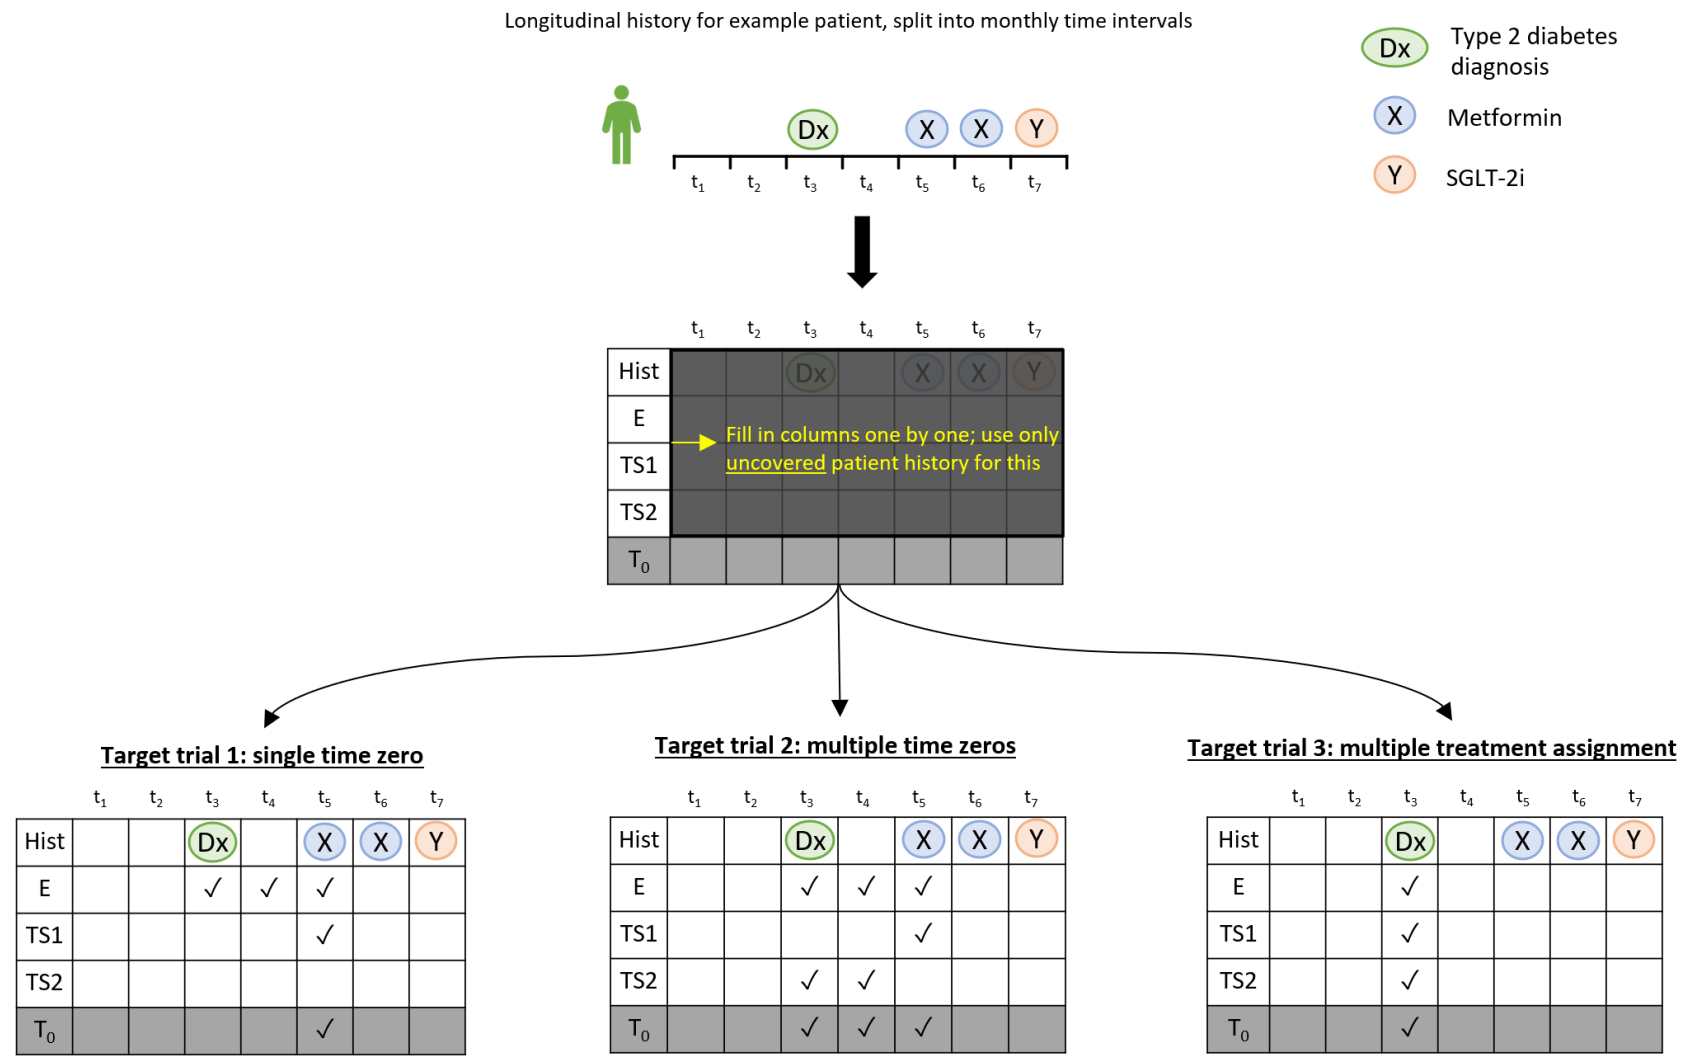 Longitudinal history for example patient, split into monthly time intervals
Dx Type 2 diabetes
diagnosis
X Metformin
Y SGLT-2i
Dx X X Y
t1 t2 t3 t4 t5 t6 t7
t1 t2 t3 t4 t5 t6 t7
Hist Dx X X Y
E
Fill in columns one by one; use only
TS1 uncovered patient history for this
TS2
T0
Target trial 1: single time zero
t1 t2 t3 t4 t5 t6 t7
Hist Dx X X Y
E ✓ ✓ ✓
TS1 ✓
TS2
T0 ✓
Target trial 2: multiple time zeros
t1 t2 t3 t4 t5 t6 t7
Hist Dx X X Y
E ✓ ✓ ✓
TS1 ✓
TS2 ✓ ✓
T0 ✓ ✓ ✓
Target trial 3: multiple treatment assignment
t1 t2 t3 t4 t5 t6 t7
Hist Dx X X Y
E ✓
TS1 ✓
TS2 ✓
T0 ✓